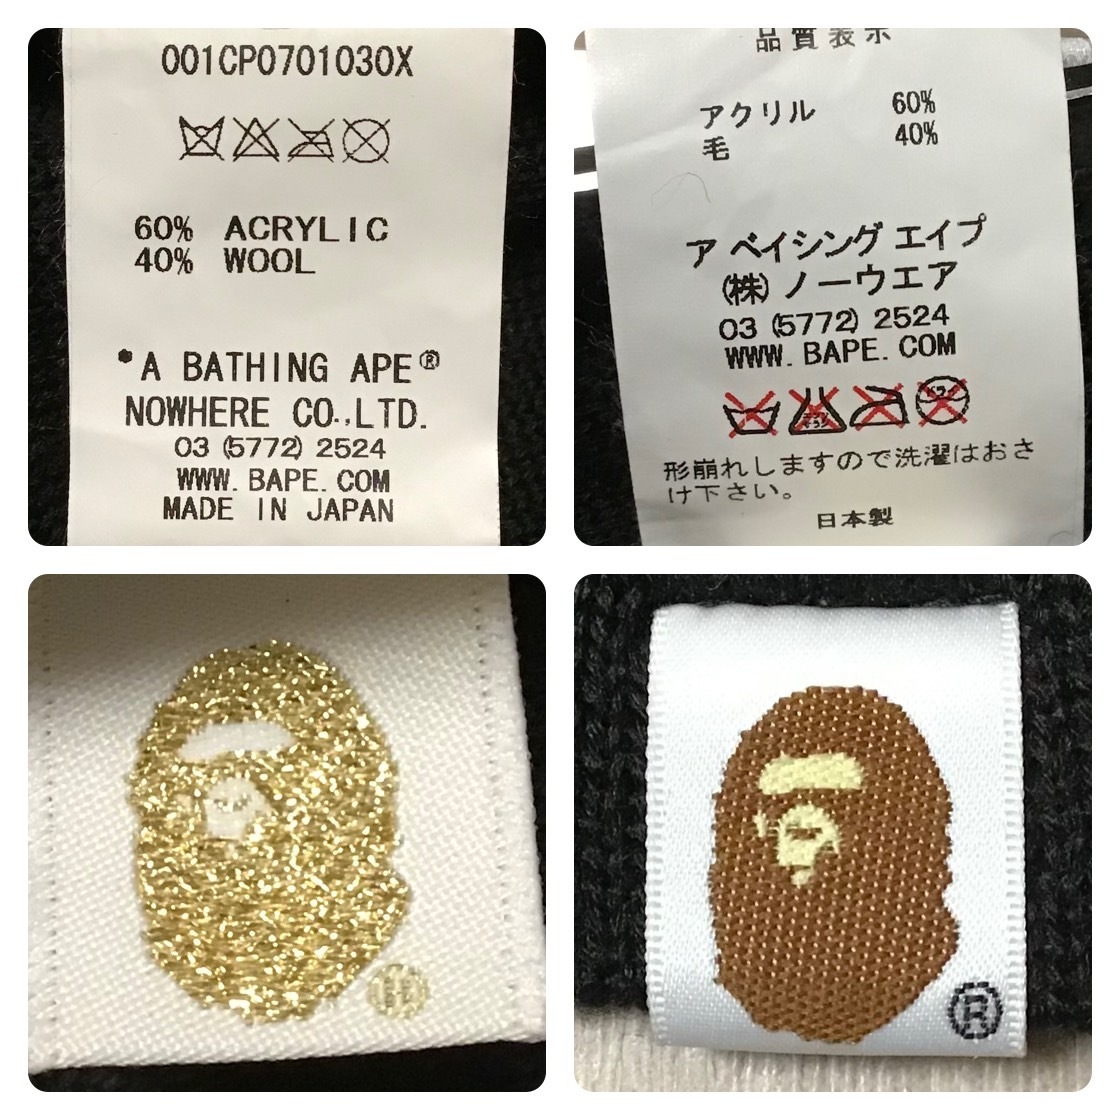 001CP0701030X
60% ACRYLIC
40% WOOL
*A BATHING APE®
NOWHERE CO.,LTD.
03 (5772) 2524
WWW. BAPE. COM
MADE IN JAPAN
品質表示
アクリル 60%
毛 40%
ア ベイシング エイプ
(株) ノーウエア
03 (5772) 2524
WWW. BAPE. COM
形崩れしますので洗濯はおさ
け下さい。
日本製
®